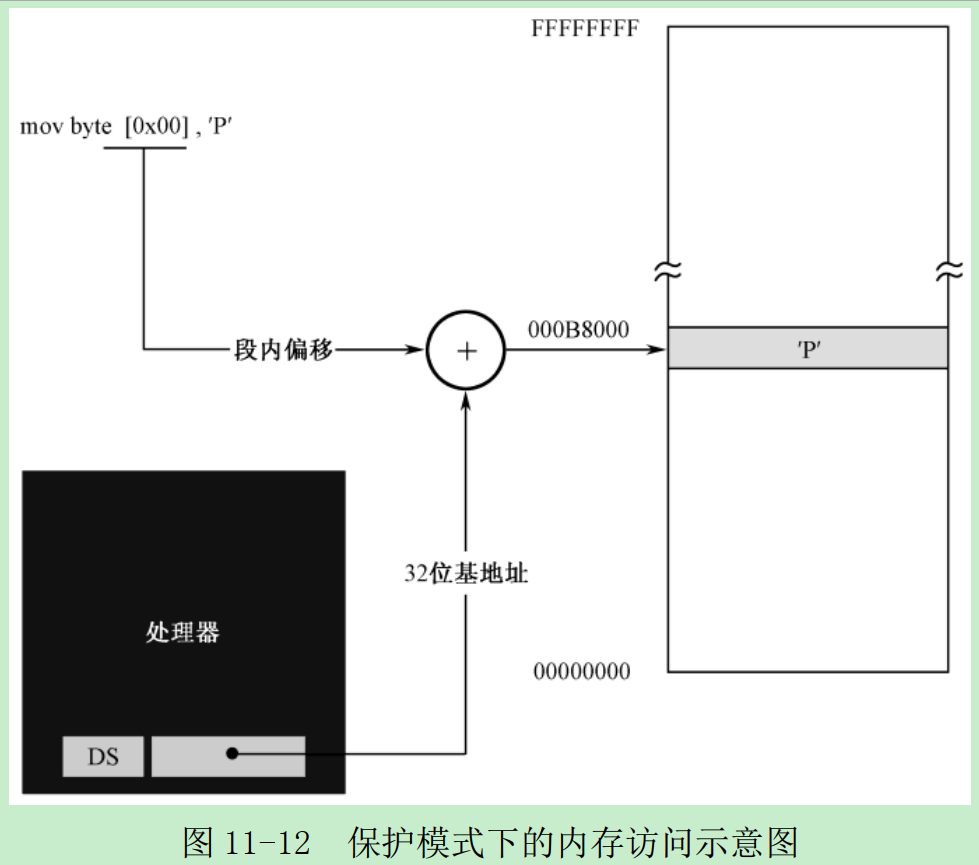 FFFFFFFF
mov byte [0x00] , 'P'
段内偏移
+
000B8000
'P'
32位基地址
处理器
00000000
DS
图 11-12 保护模式下的内存访问示意图